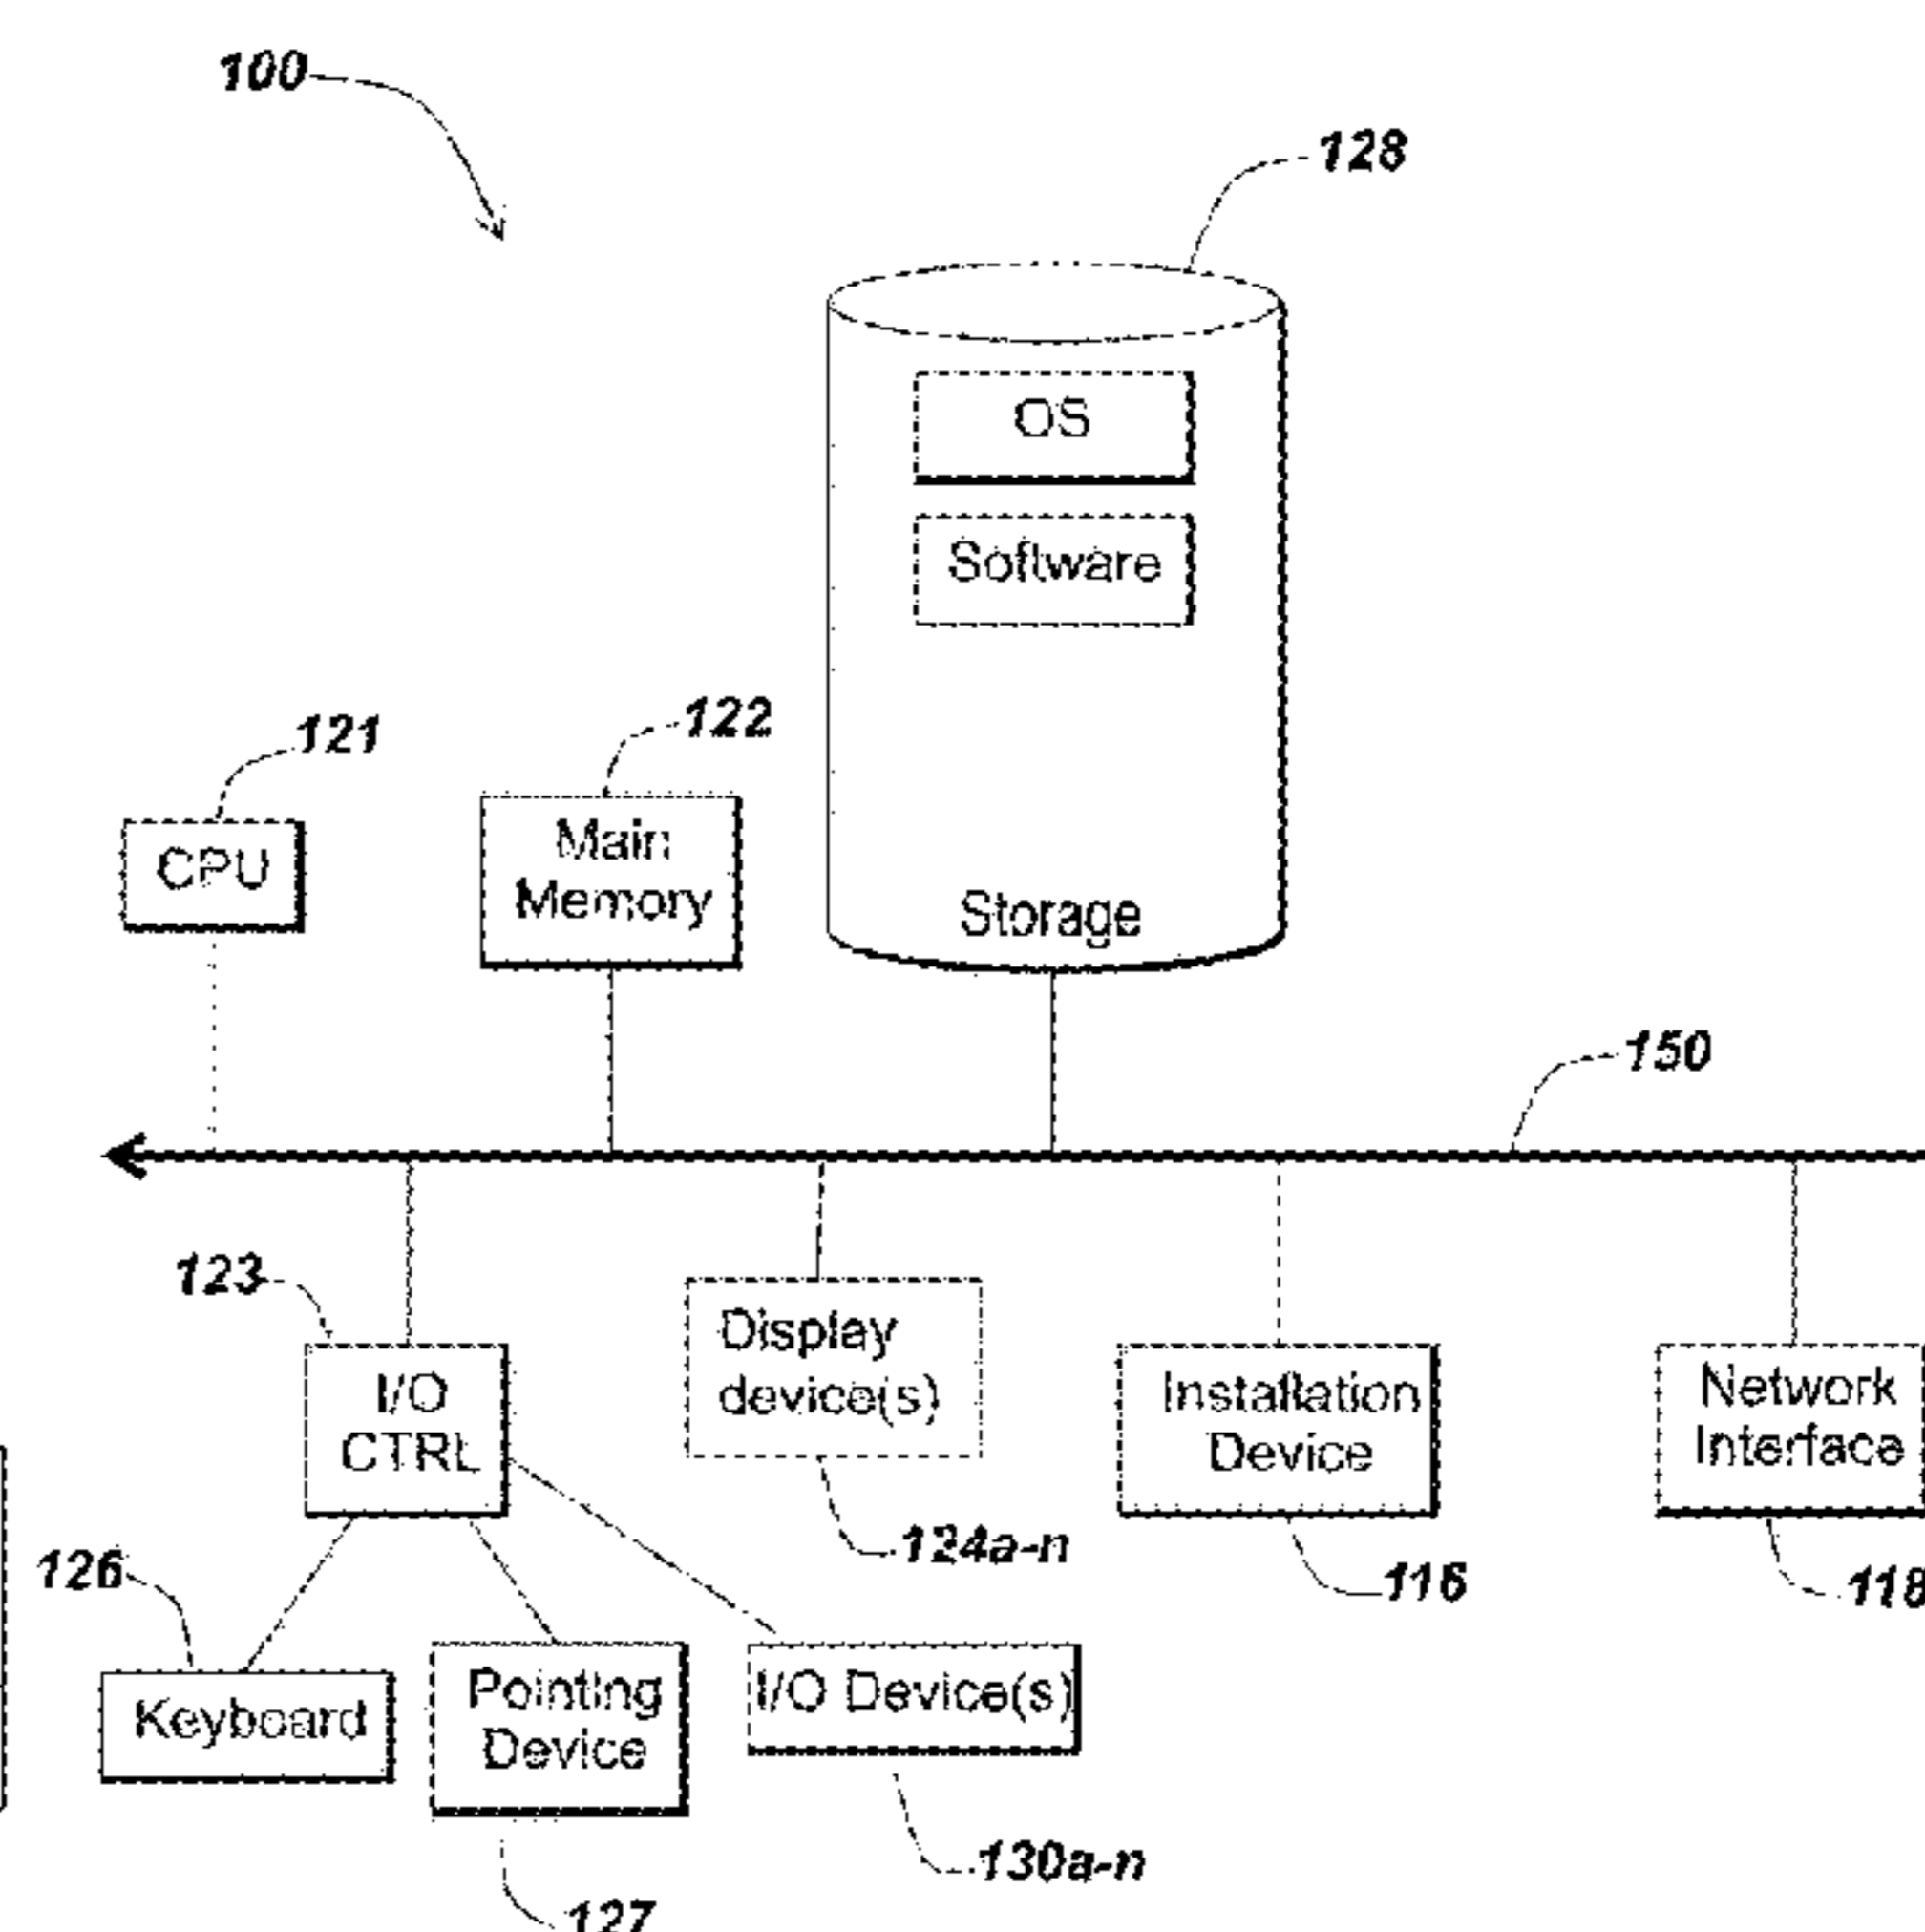 100
128
OS
Software
121
122
CPU
Main
Memory
Storage
150
123
Display
device(s)
I/O
CTRL
Installation
Device
Network
Interface
124a-n
126
116
118
Keyboard
Pointing
Device
I/O Device(s)
130a-n
127